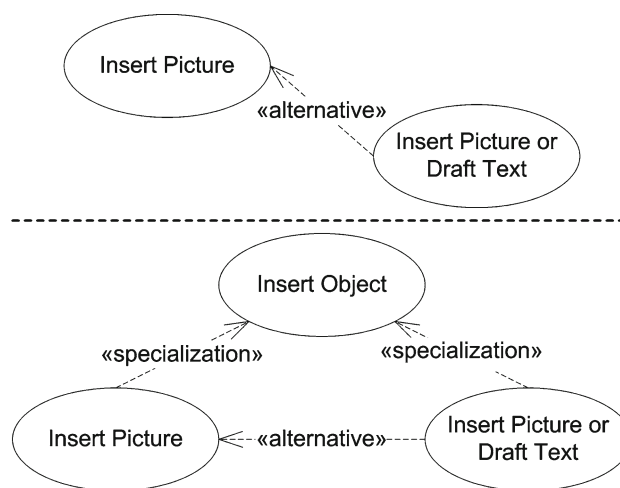 Insert Picture
«alternative»
Insert Picture or
Draft Text
Insert Object
«specialization»
«specialization»
Insert Picture
«alternative»
Insert Picture or
Draft Text